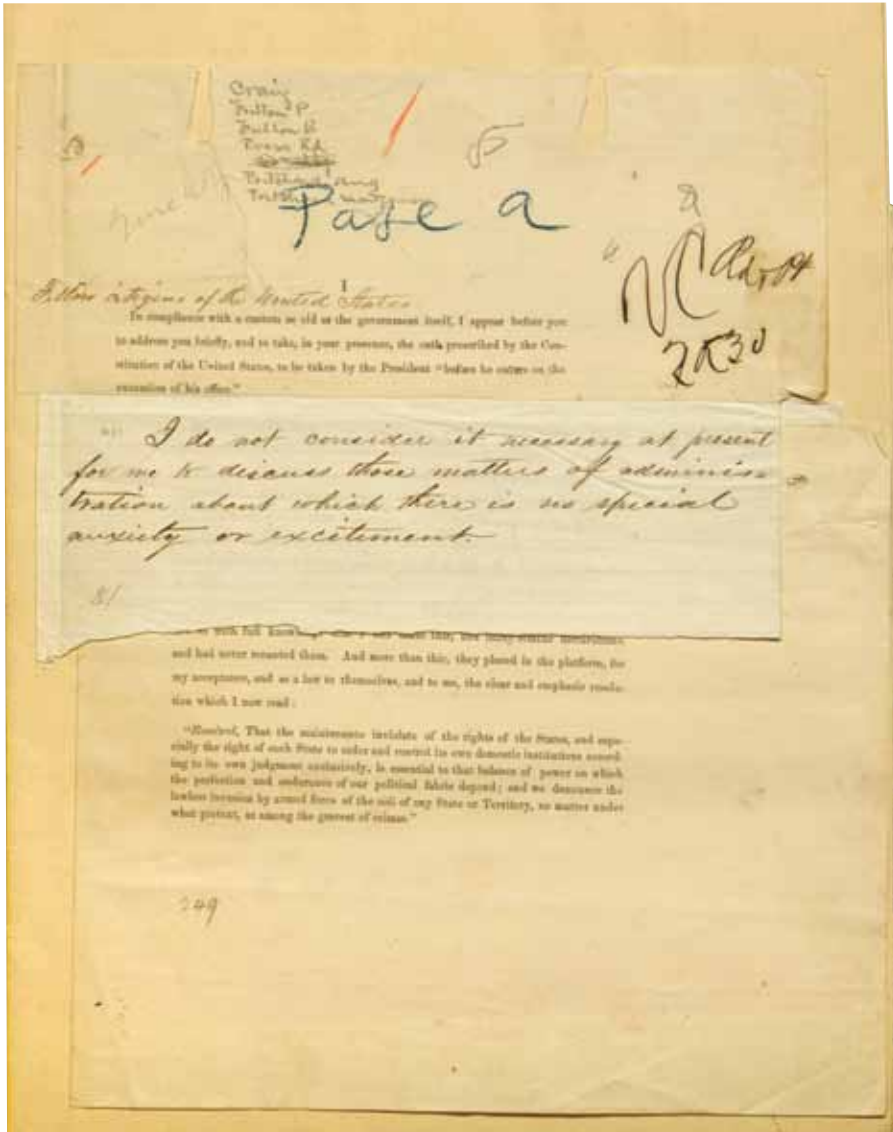 Craig
Fulton P
Fulton
Pritchard
Page a
I
Fellow citizens of the United States
In compliance with a custom as old as the government itself, I appear before you
to address you briefly, and to take, in your presence, the oath prescribed by the Con-
stitution of the United States, to be taken by the President "before he enters on the
execution of his office."
I do not consider it necessary at present
for me to discuss those matters of adminis-
tration about which there is no special
anxiety or excitement.
81
and had never recanted them. And more than this, they placed in the platform, for
my acceptance, and as a law to themselves, and to me, the clear and emphatic resolu-
tion which I now read:
"Resolved, That the maintenance inviolate of the rights of the States, and espe-
cially the right of each State to order and control its own domestic institutions accord
ing to its own judgment exclusively, is essential to that balance of power on which
the perfection and endurance of our political fabric depend; and we denounce the
lawless invasion by armed force of the soil of any State or Territory, no matter under
what pretext, as among the gravest of crimes."
249